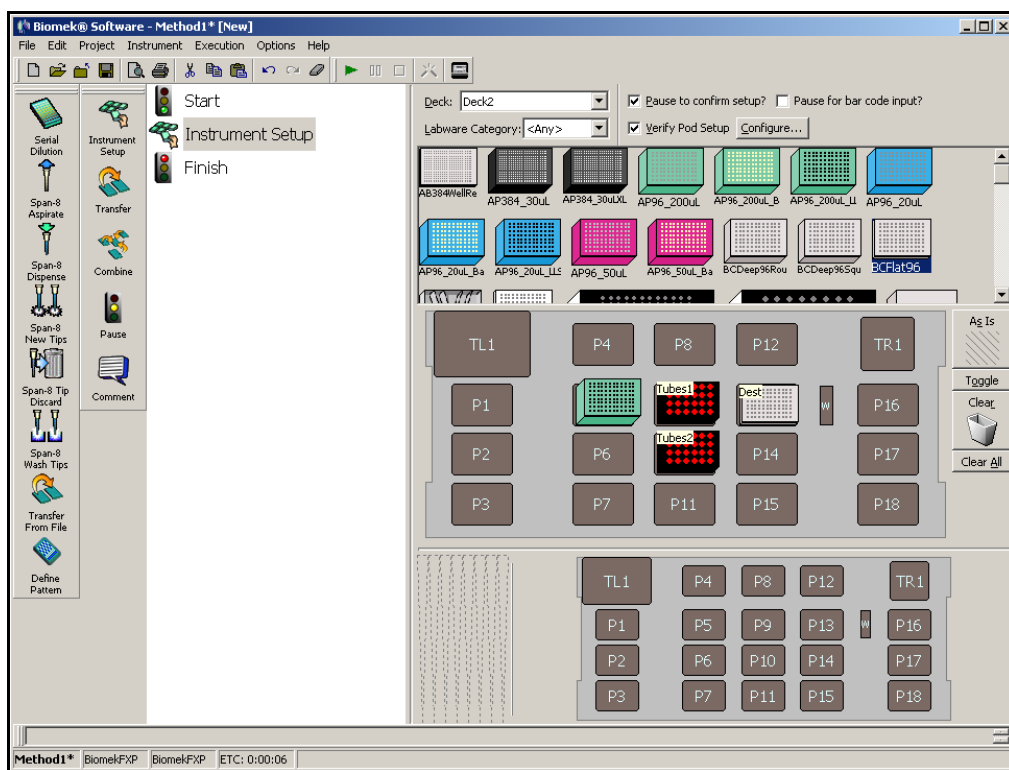 Biomek® Software - Method1* [New]
File Edit Project Instrument Execution Options Help
Serial
Dilution
Span-8
Aspirate
Span-8
Dispense
Span-8
New Tips
Span-8 Tip
Discard
Span-8
Wash Tips
Transfer
From File
Define
Pattern
Instrument
Setup
Transfer
Combine
Pause
Comment
Start
Instrument Setup
Finish
Deck: Deck2
Pause to confirm setup? Pause for bar code input?
Labware Category: <Any>
Verify Pod Setup Configure...
AB384WellRe AP384_30uL AP384_30uLXL AP96_200uL AP96_200uL_B AP96_200uL_LL AP96_20uL
AP96_20uL_Ba AP96_20uL_LLS AP96_50uL AP96_50uL_Ba BCDeep96Rou BCDeep96Squ BCFlat96
TL1 P4 P8 P12 TR1
P1 Tubes1 Dest W P16
P2 P6 Tubes2 P14 P17
P3 P7 P11 P15 P18
As Is
Toggle
Clear
Clear All
TL1 P4 P8 P12 TR1
P1 P5 P9 P13 W P16
P2 P6 P10 P14 P17
P3 P7 P11 P15 P18
Method1* BiomekFXP BiomekFXP ETC: 0:00:06